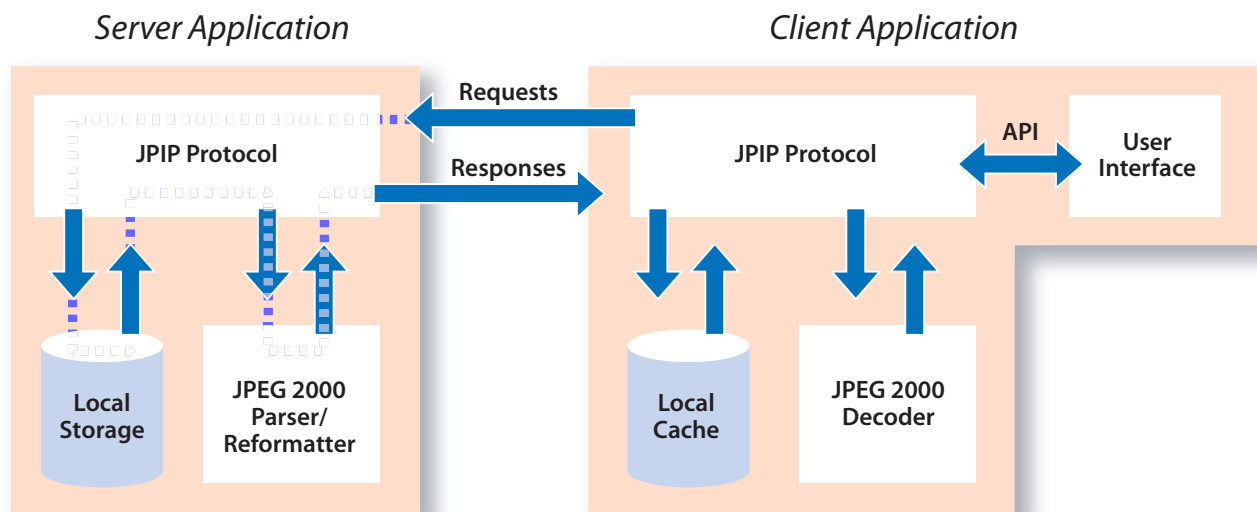 Server Application
Client Application
Requests
Responses
JPIP Protocol
JPIP Protocol
API
User
Interface
Local
Storage
JPEG 2000
Parser/
Reformatter
Local
Cache
JPEG 2000
Decoder